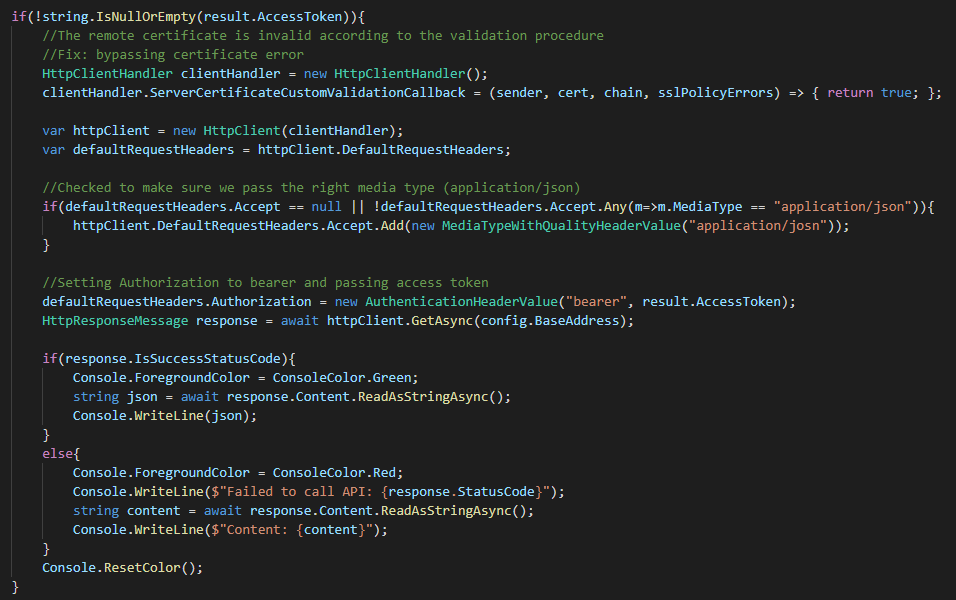 if(!string.IsNullOrEmpty(result.AccessToken)){
    //The remote certificate is invalid according to the validation procedure
    //Fix: bypassing certificate error
    HttpClientHandler clientHandler = new HttpClientHandler();
    clientHandler.ServerCertificateCustomValidationCallback = (sender, cert, chain, sslPolicyErrors) => { return true; };
    var httpClient = new HttpClient(clientHandler);
    var defaultRequestHeaders = httpClient.DefaultRequestHeaders;
    //Checked to make sure we pass the right media type (application/json)
    if(defaultRequestHeaders.Accept == null || !defaultRequestHeaders.Accept.Any(m=>m.MediaType == "application/json")){
        httpClient.DefaultRequestHeaders.Accept.Add(new MediaTypeWithQualityHeaderValue("application/josn"));
    }
    //Setting Authorization to bearer and passing access token
    defaultRequestHeaders.Authorization = new AuthenticationHeaderValue("bearer", result.AccessToken);
    HttpResponseMessage response = await httpClient.GetAsync(config.BaseAddress);
    if(response.IsSuccessStatusCode){
        Console.ForegroundColor = ConsoleColor.Green;
        string json = await response.Content.ReadAsStringAsync();
        Console.WriteLine(json);
    }
    else{
        Console.ForegroundColor = ConsoleColor.Red;
        Console.WriteLine($"Failed to call API: {response.StatusCode}");
        string content = await response.Content.ReadAsStringAsync();
        Console.WriteLine($"Content: {content}");
    }
    Console.ResetColor();
}